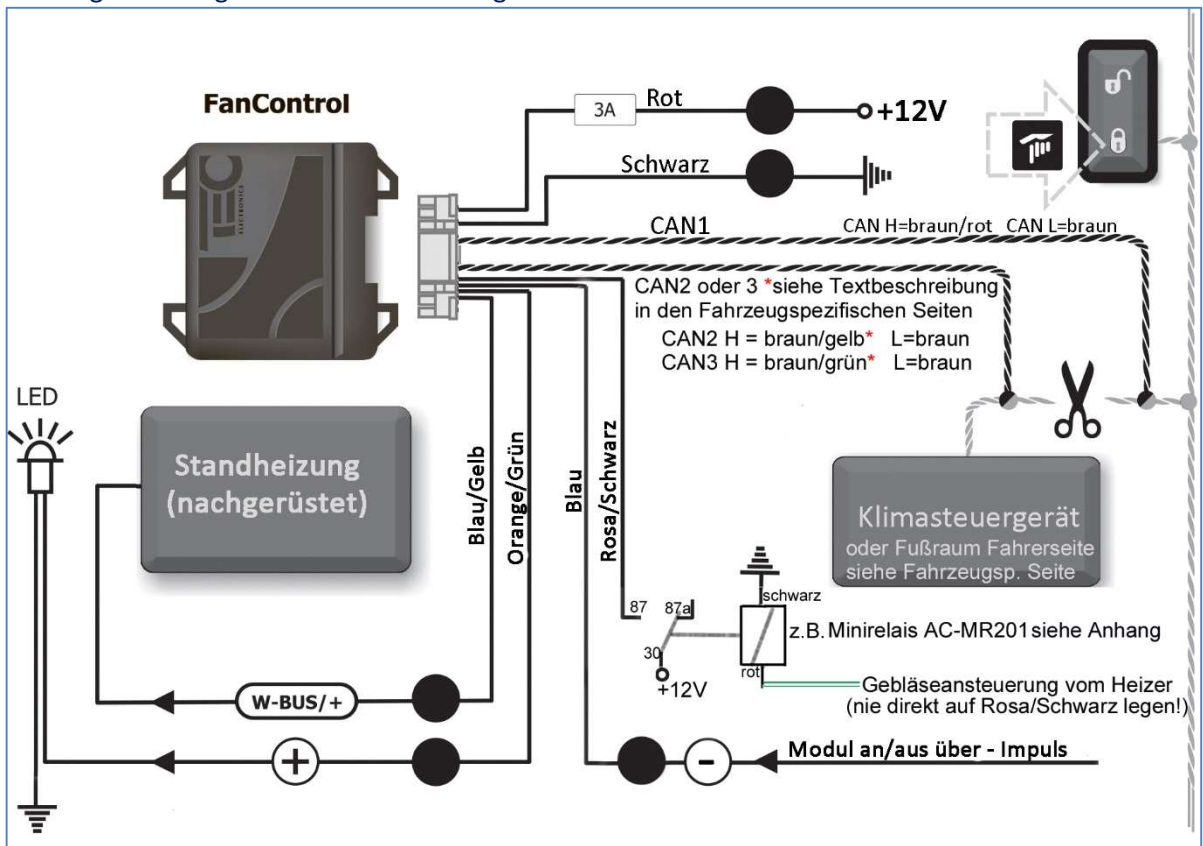 FanControl
3A
Rot
+12V
Schwarz
ELECTRONICS
CAN1
CAN H=braun/rot CAN L=braun
CAN2 oder 3 *siehe Textbeschreibung
in den Fahrzeugspezifischen Seiten
CAN2 H = braun/gelb* L=braun
CAN3 H = braun/grün* L=braun
LED
Standheizung
(nachgerüstet)
Blau/Gelb
Orange/Grün
Blau
Rosa/Schwarz
Klimasteuergerät
oder Fußraum Fahrerseite
siehe Fahrzeugsp. Seite
schwarz
87
87a
z.B. Minirelais AC-MR201 siehe Anhang
30
+12V
rot
Gebläseansteuerung vom Heizer
(nie direkt auf Rosa/Schwarz legen!)
W-BUS/+
+
-
Modul an/aus über - Impuls